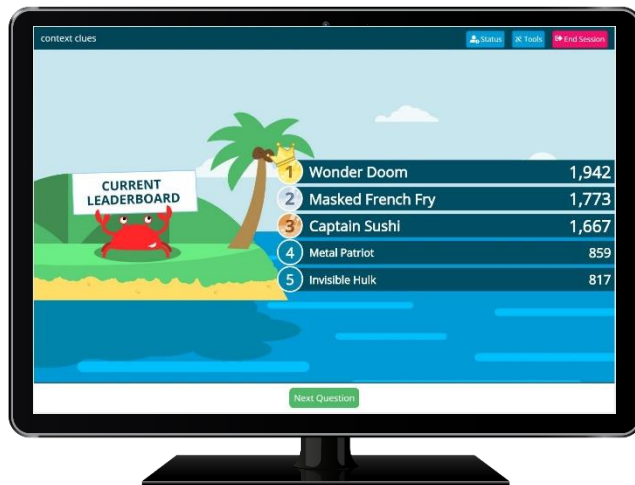 context clues
Status
Tools
End Session
CURRENT
LEADERBOARD
1 Wonder Doom 1,942
2 Masked French Fry 1,773
3 Captain Sushi 1,667
4 Metal Patriot 859
5 Invisible Hulk 817
Next Question